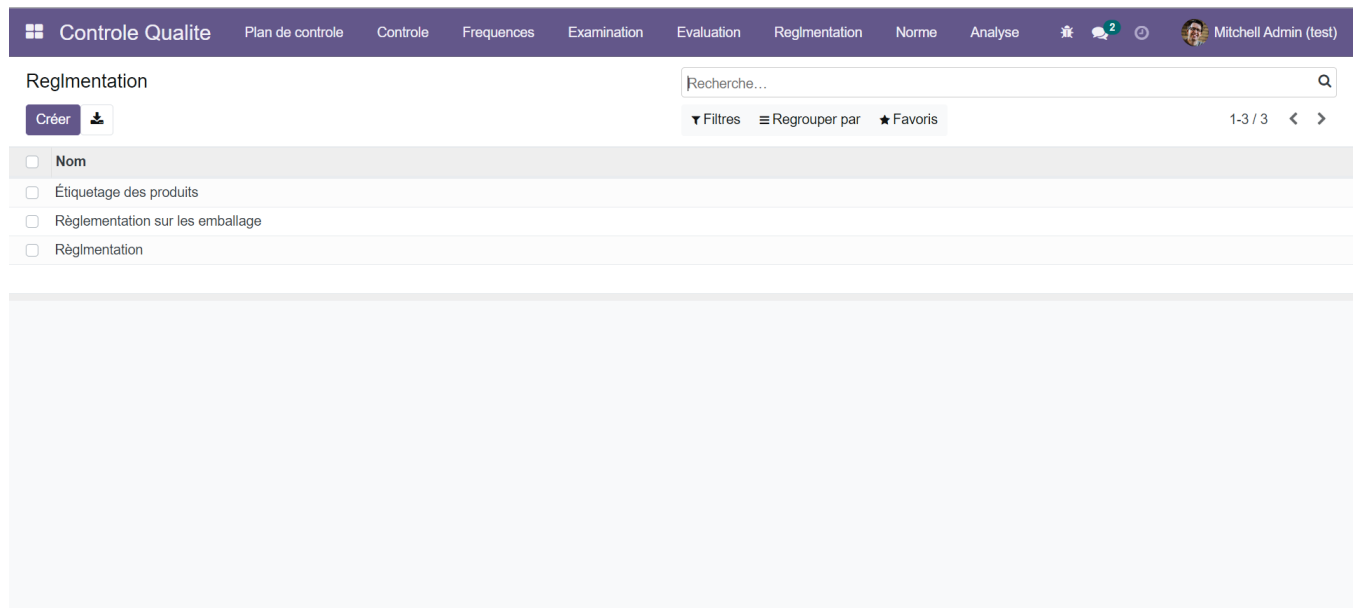 Controle Qualite Plan de controle Controle Frequences Examination Evaluation Reglmentation Norme Analyse 2 Mitchell Admin (test)
Reglmentation
Recherche...
Créer
Filtres Regrouper par Favoris
1-3 / 3
Nom
Étiquetage des produits
Règlementation sur les emballage
Règlmentation